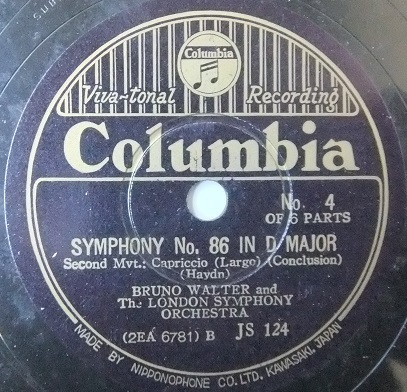 Columbia
Viva-tonal Recording
Columbia
No. 4
OF 6 PARTS
SYMPHONY No. 86 IN D MAJOR
Second Mvt.: Capriccio (Large) (Conclusion)
(Haydn)
BRUNO WALTER and
The LONDON SYMPHONY
ORCHESTRA
(2EA 6781) B JS 124
MADE BY NIPPONOPHONE CO. LTD. KAWASAKI, JAPAN